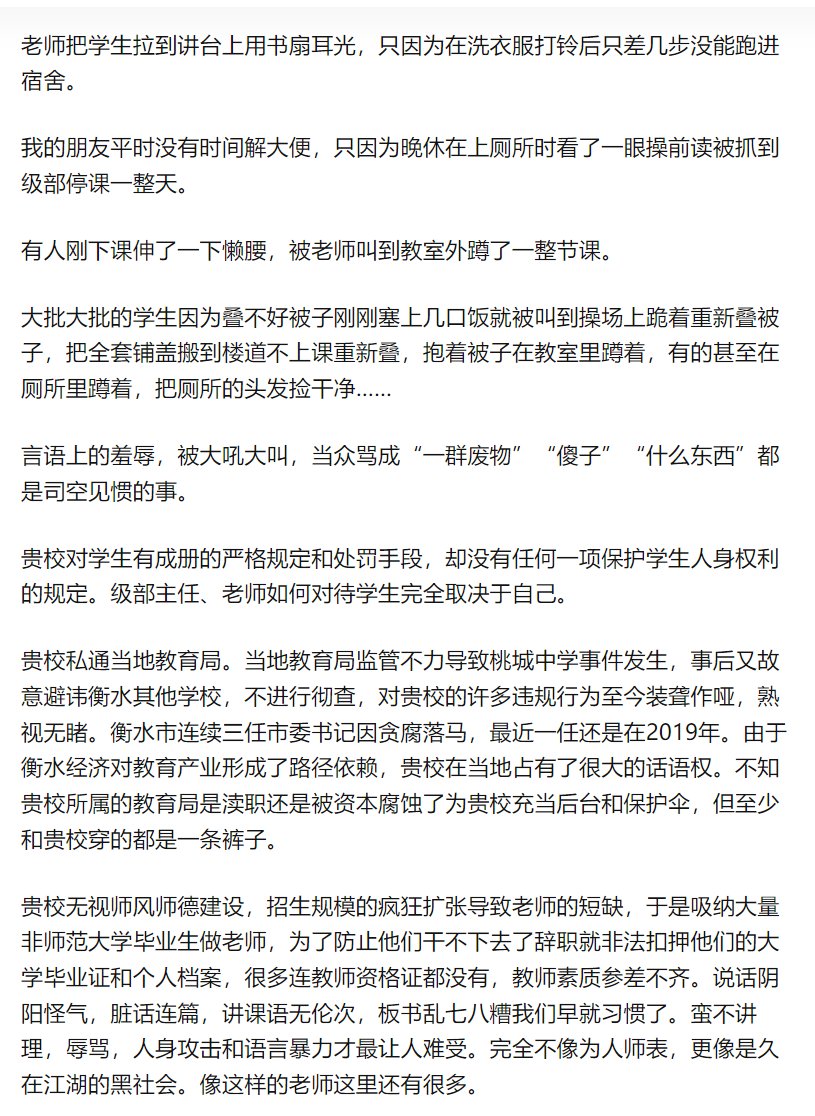 老师把学生拉到讲台上用书扇耳光，只因为在洗衣服打铃后只差几步没能跑进
宿舍。
我的朋友平时没有时间解大便，只因为晚休在上厕所时看了一眼操前读被抓到
级部停课一整天。
有人刚下课伸了一下懒腰，被老师叫到教室外蹲了一整节课。
大批大批的学生因为叠不好被子刚刚塞上几口饭就被叫到操场上跪着重新叠被
子，把全套铺盖搬到楼道不上课重新叠，抱着被子在教室里蹲着，有的甚至在
厕所里蹲着，把厕所的头发捡干净......
言语上的羞辱，被大吼大叫，当众骂成“一群废物”“傻子”“什么东西”都
是司空见惯的事。
贵校对学生有成册的严格规定和处罚手段，却没有任何一项保护学生人身权利
的规定。级部主任、老师如何对待学生完全取决于自己。
贵校私通当地教育局。当地教育局监管不力导致桃城中学事件发生，事后又故
意避讳衡水其他学校，不进行彻查，对贵校的许多违规行为至今装聋作哑，熟
视无睹。衡水市连续三任市委书记因贪腐落马，最近一任还是在2019年。由于
衡水经济对教育产业形成了路径依赖，贵校在当地占有了很大的话语权。不知
贵校所属的教育局是渎职还是被资本腐蚀了为贵校充当后台和保护伞，但至少
和贵校穿的都是一条裤子。
贵校无视师风师德建设，招生规模的疯狂扩张导致老师的短缺，于是吸纳大量
非师范大学毕业生做老师，为了防止他们干不下去了辞职就非法扣押他们的大
学毕业证和个人档案，很多连教师资格证都没有，教师素质参差不齐。说话阴
阳怪气，脏话连篇，讲课语无伦次，板书乱七八糟我们早就习惯了。蛮不讲
理，辱骂，人身攻击和语言暴力才最让人难受。完全不像为人师表，更像是久
在江湖的黑社会。像这样的老师这里还有很多。